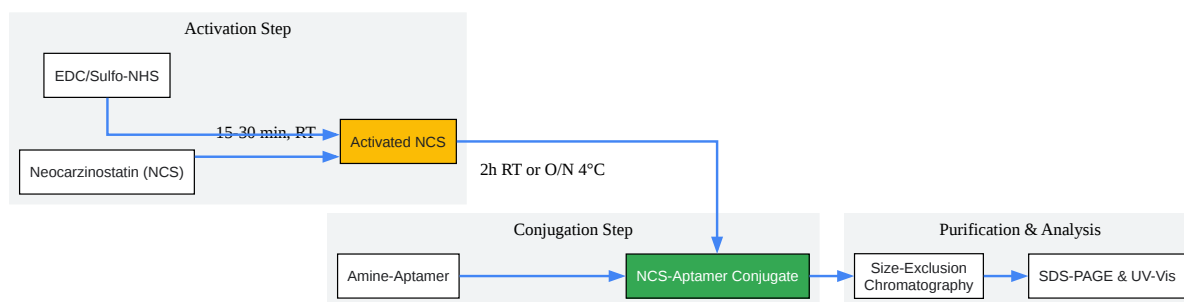 Activation Step
EDC/Sulfo-NHS
15-30 min, RT
Activated NCS
Neocarzinostatin (NCS)
2h RT or O/N 4°C
Conjugation Step
Purification & Analysis
Amine-Aptamer
NCS-Aptamer Conjugate
Size-Exclusion
Chromatography
SDS-PAGE & UV-Vis